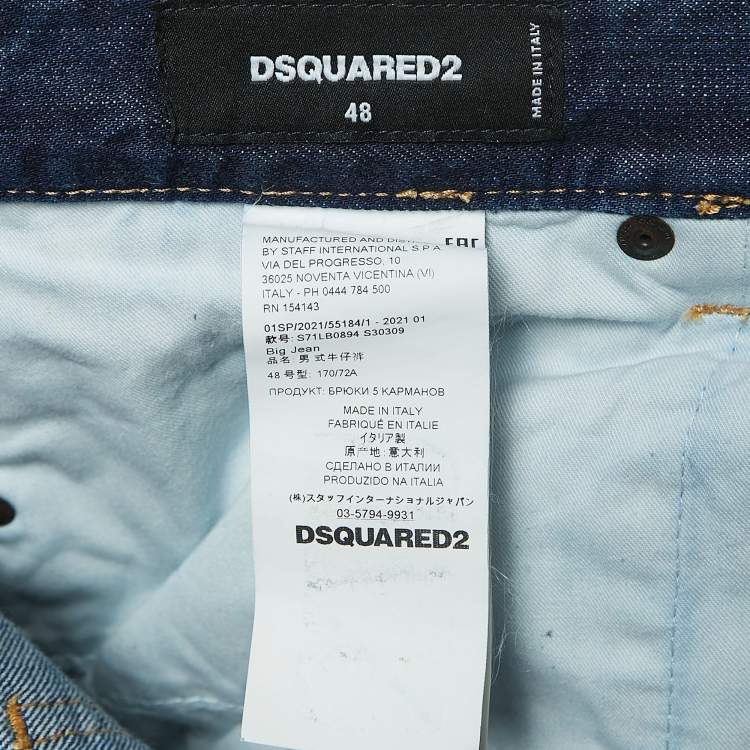 DSQUARED2
48
MADE IN ITALY
MANUFACTURED AND
BY STAFF INTERNATIONAL S.P.A
VIA DEL PROGRESSO, 10
36025 NOVENTA VICENTINA (VI)
ITALY - PH 0444 784 500
RN 154143
01SP/2021/55184/1 - 2021 01
款号: S71LB0894 S30309
Big Jean
品名: 男式牛仔裤
48 号型: 170/72A
ПРОДУКТ: БРЮКИ 5 КАРМАНОВ
MADE IN ITALY
FABRIQUÉ EN ITALIE
イタリア製
原产地:意大利
СДЕЛАНО В ИТАЛИИ
PRODUZIDO NA ITALIA
(株)スタッフインターナショナルジャパン
03-5794-9931
DSQUARED2